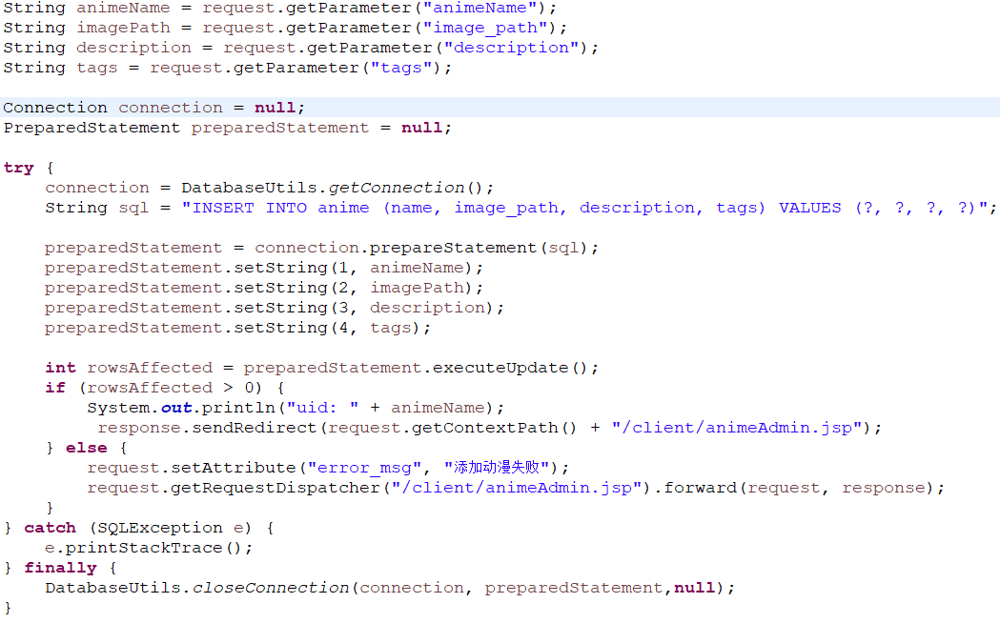 String animeName = request.getParameter("animeName");
String imagePath = request.getParameter("image_path");
String description = request.getParameter("description");
String tags = request.getParameter("tags");
Connection connection = null;
PreparedStatement preparedStatement = null;
try {
    connection = DatabaseUtils.getConnection();
    String sql = "INSERT INTO anime (name, image_path, description, tags) VALUES (?, ?, ?, ?)";
    preparedStatement = connection.prepareStatement(sql);
    preparedStatement.setString(1, animeName);
    preparedStatement.setString(2, imagePath);
    preparedStatement.setString(3, description);
    preparedStatement.setString(4, tags);
    int rowsAffected = preparedStatement.executeUpdate();
    if (rowsAffected > 0) {
        System.out.println("uid: " + animeName);
         response.sendRedirect(request.getContextPath() + "/client/animeAdmin.jsp");
    } else {
        request.setAttribute("error_msg", "添加动漫失败");
        request.getRequestDispatcher("/client/animeAdmin.jsp").forward(request, response);
    }
} catch (SQLException e) {
    e.printStackTrace();
} finally {
    DatabaseUtils.closeConnection(connection, preparedStatement,null);
}